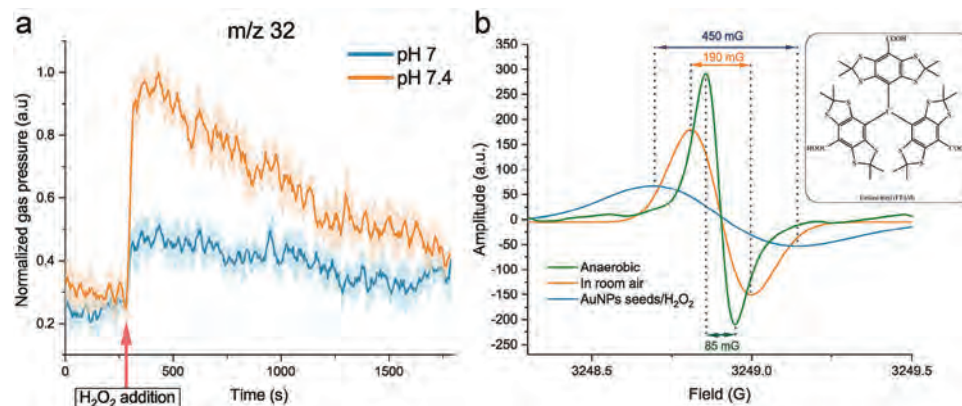 a
m/z 32
pH 7
pH 7.4
Normalized gas pressure (a.u)
1.0
0.8
0.6
0.4
0.2
0
500
1000
1500
Time (s)
H₂O₂ addition
b
450 mG
190 mG
85 mG
Amplitude (a.u.)
350
300
250
200
150
100
50
0
-50
-100
-150
-200
-250
Anaerobic
In room air
AuNPs seeds/H₂O₂
3248.5
3249.0
3249.5
Field (G)
COOH
HOOC